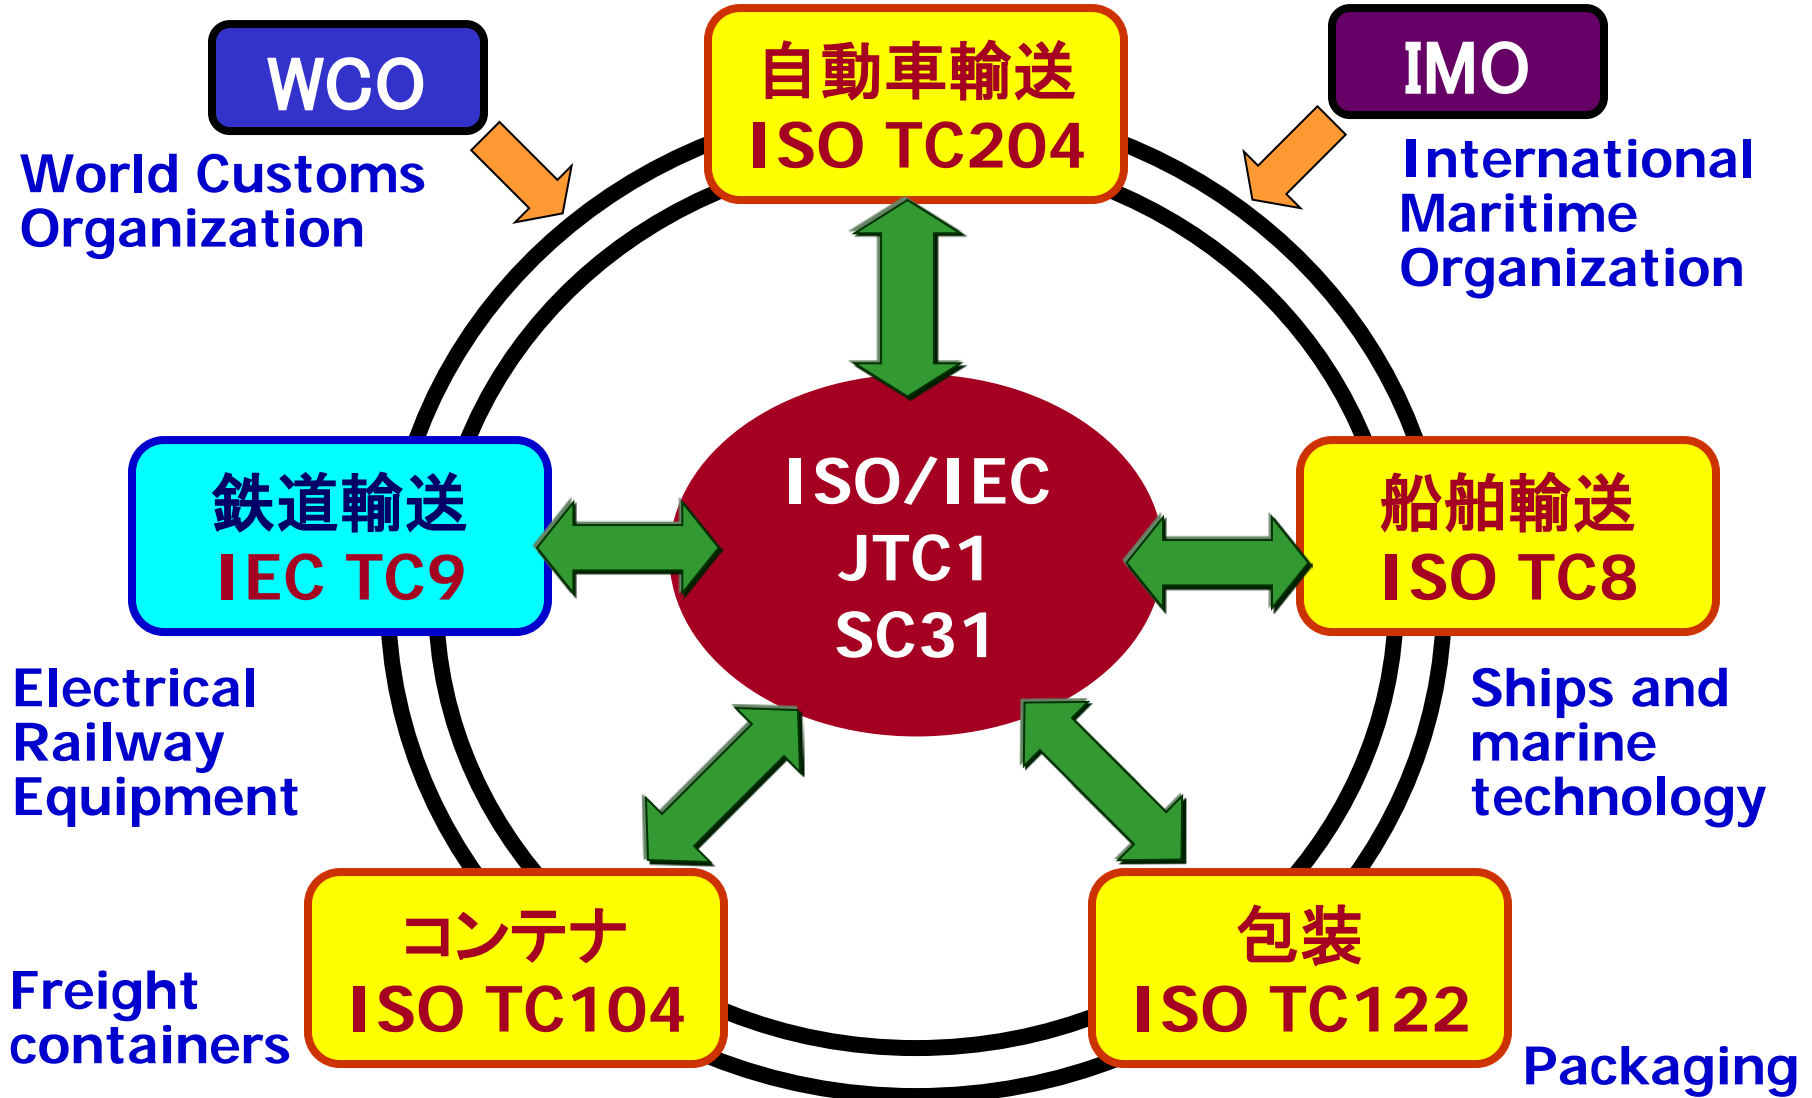 WCO
World Customs
Organization
自動車輸送
ISO TC204
IMO
International
Maritime
Organization
鉄道輸送
IEC TC9
Electrical
Railway
Equipment
ISO/IEC
JTC1
SC31
船舶輸送
ISO TC8
Ships and
marine
technology
コンテナ
ISO TC104
Freight
containers
包装
ISO TC122
Packaging